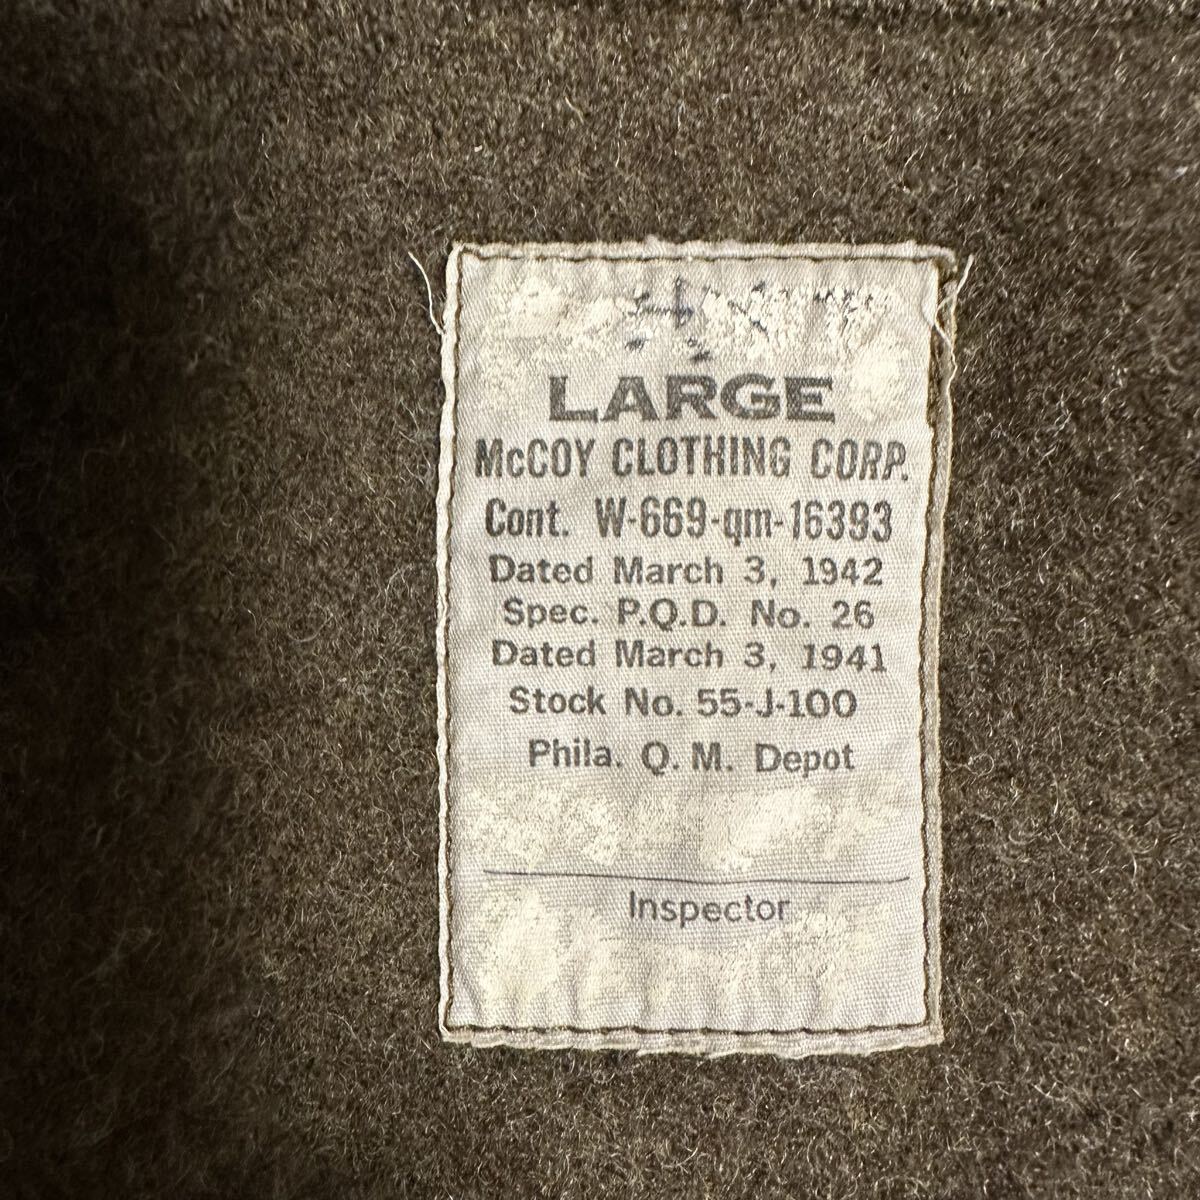 LARGE
McCOY CLOTHING CORP.
Cont. W-669-qm-16393
Dated March 3, 1942
Spec. P.Q.D. No. 26
Dated March 3, 1941
Stock No. 55-J-100
Phila. Q. M. Depot
Inspector